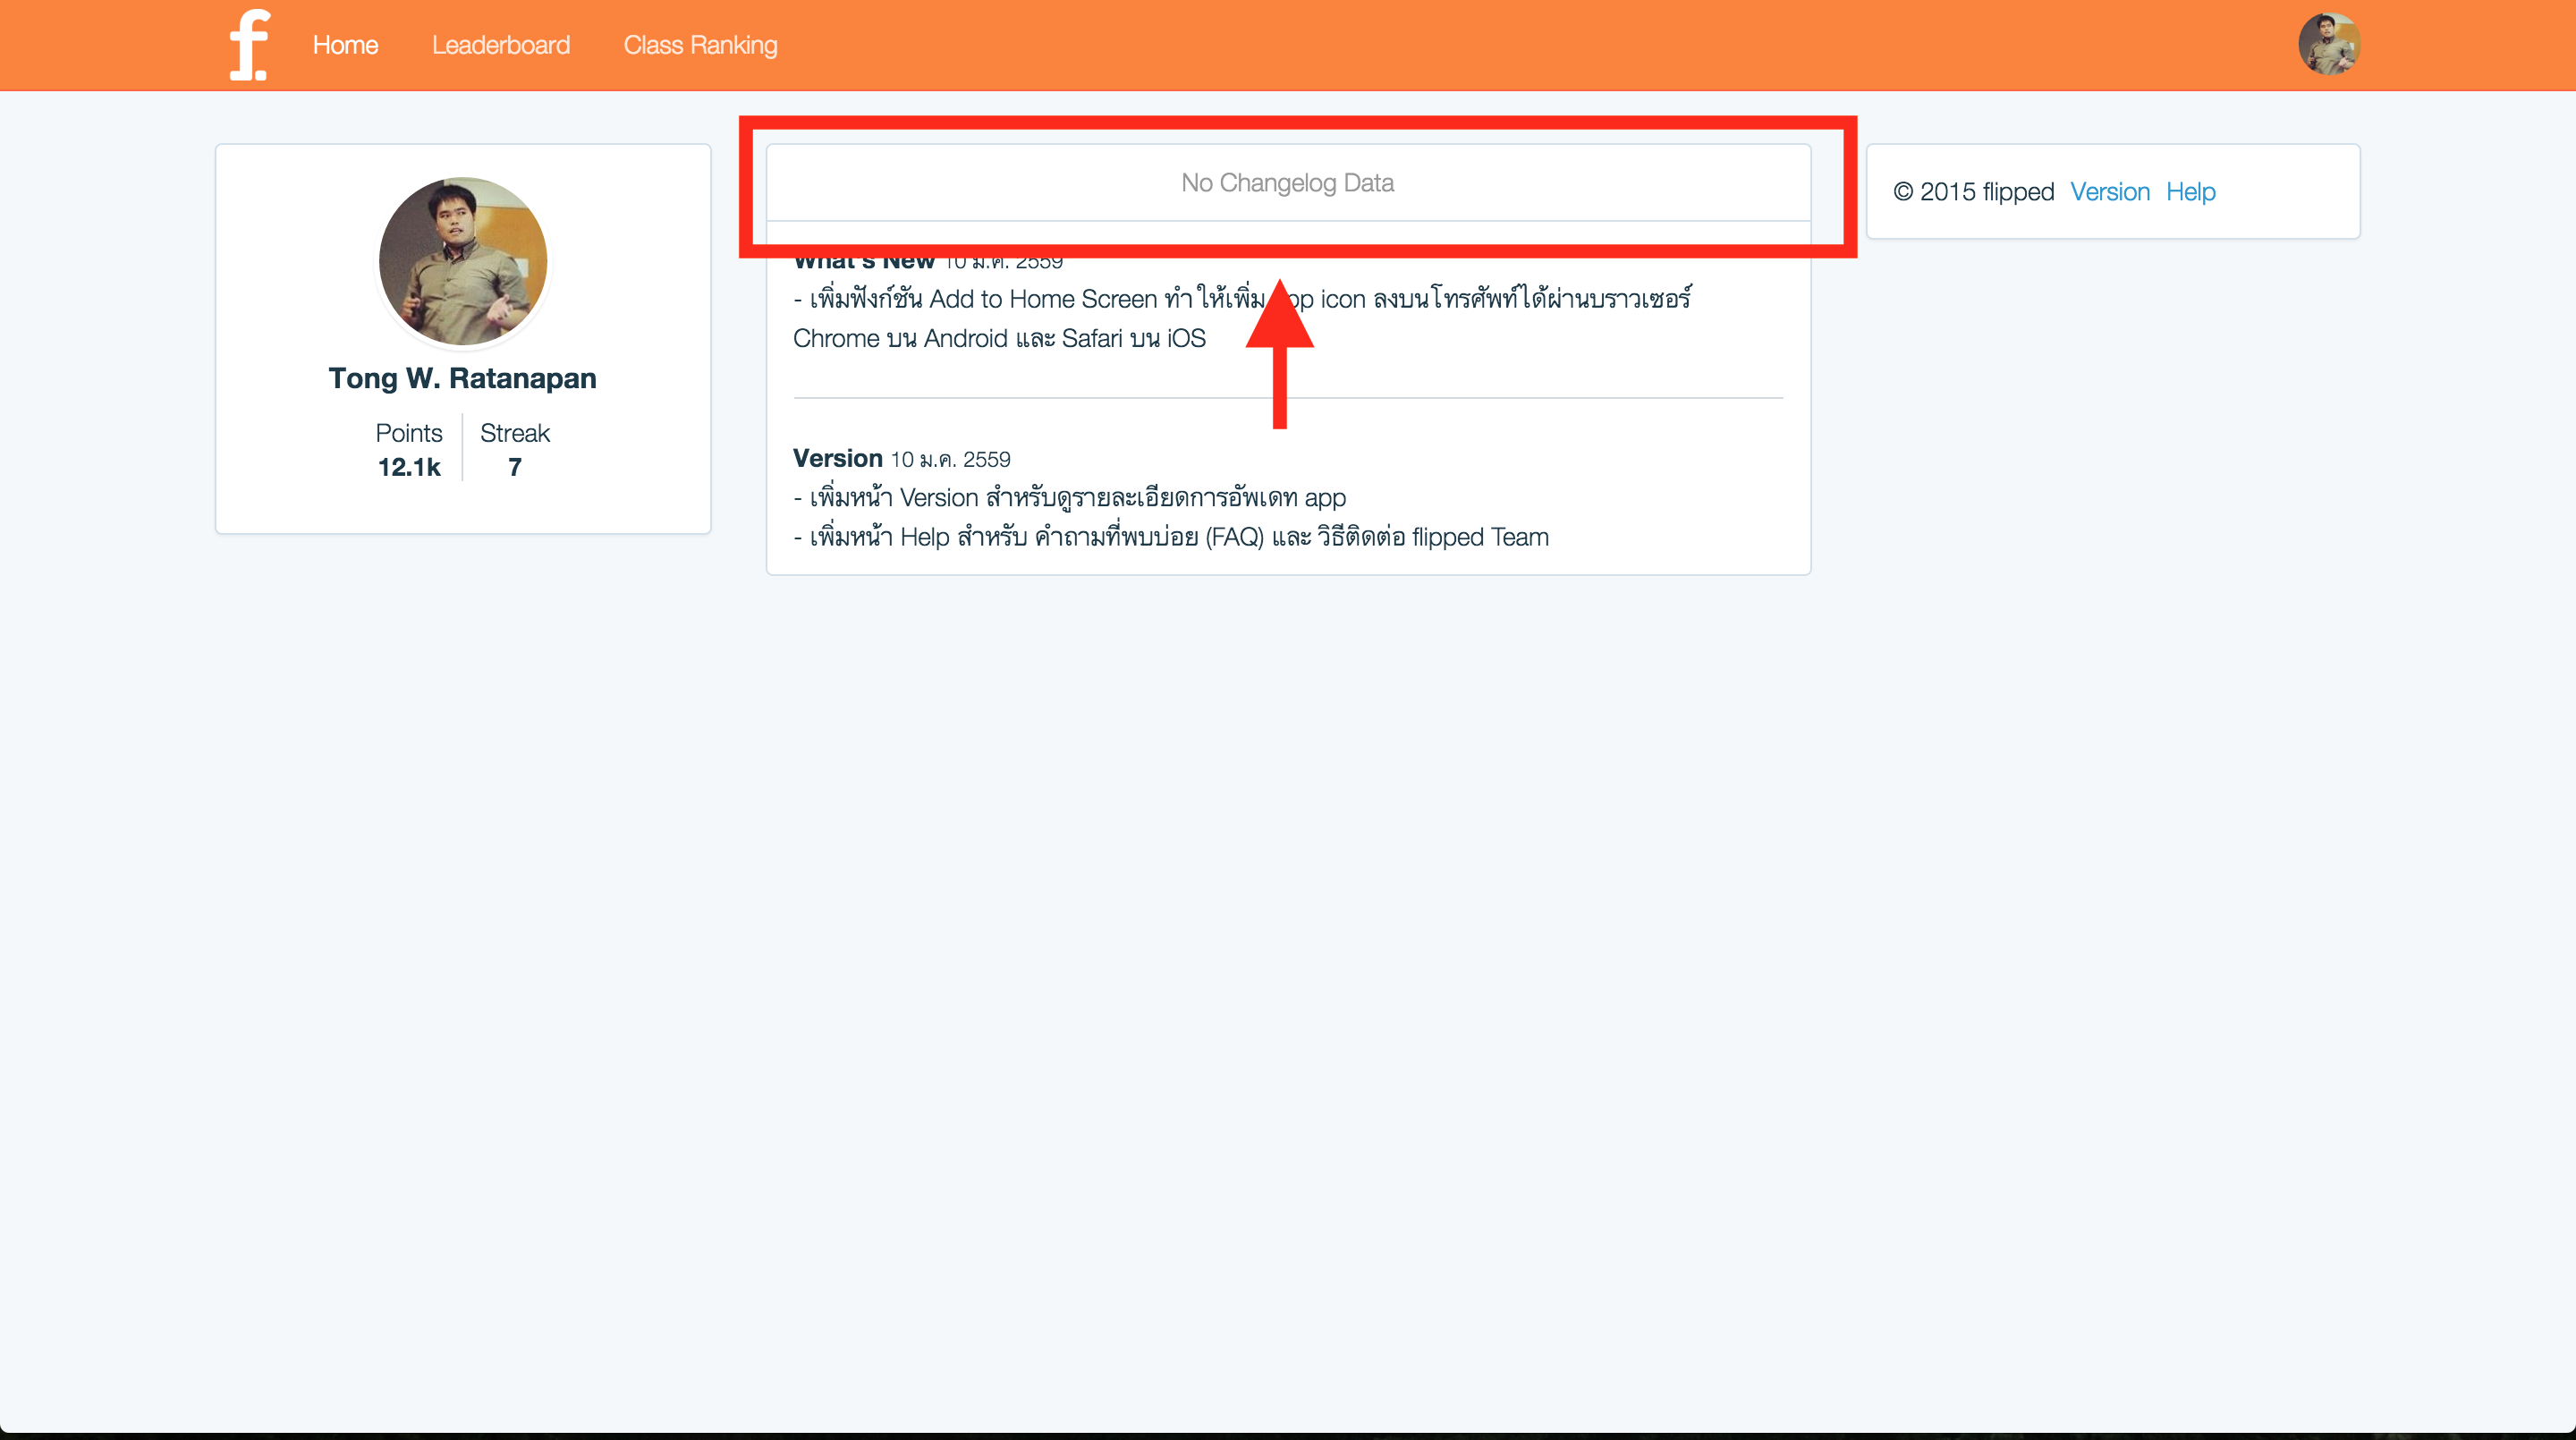 f.
Home
Leaderboard
Class Ranking
Tong W. Ratanapan
Points
12.1k
Streak
7
No Changelog Data
What's New 10 ม.ค. 2559
- เพิ่มฟังก์ชัน Add to Home Screen ทำให้เพิ่ม app icon ลงบนโทรศัพท์ได้ผ่านบราวเซอร์
Chrome บน Android และ Safari บน iOS
Version 10 ม.ค. 2559
- เพิ่มหน้า Version สำหรับดูรายละเอียดการอัพเดท app
- เพิ่มหน้า Help สำหรับ คำถามที่พบบ่อย (FAQ) และ วิธีติดต่อ flipped Team
© 2015 flipped Version Help